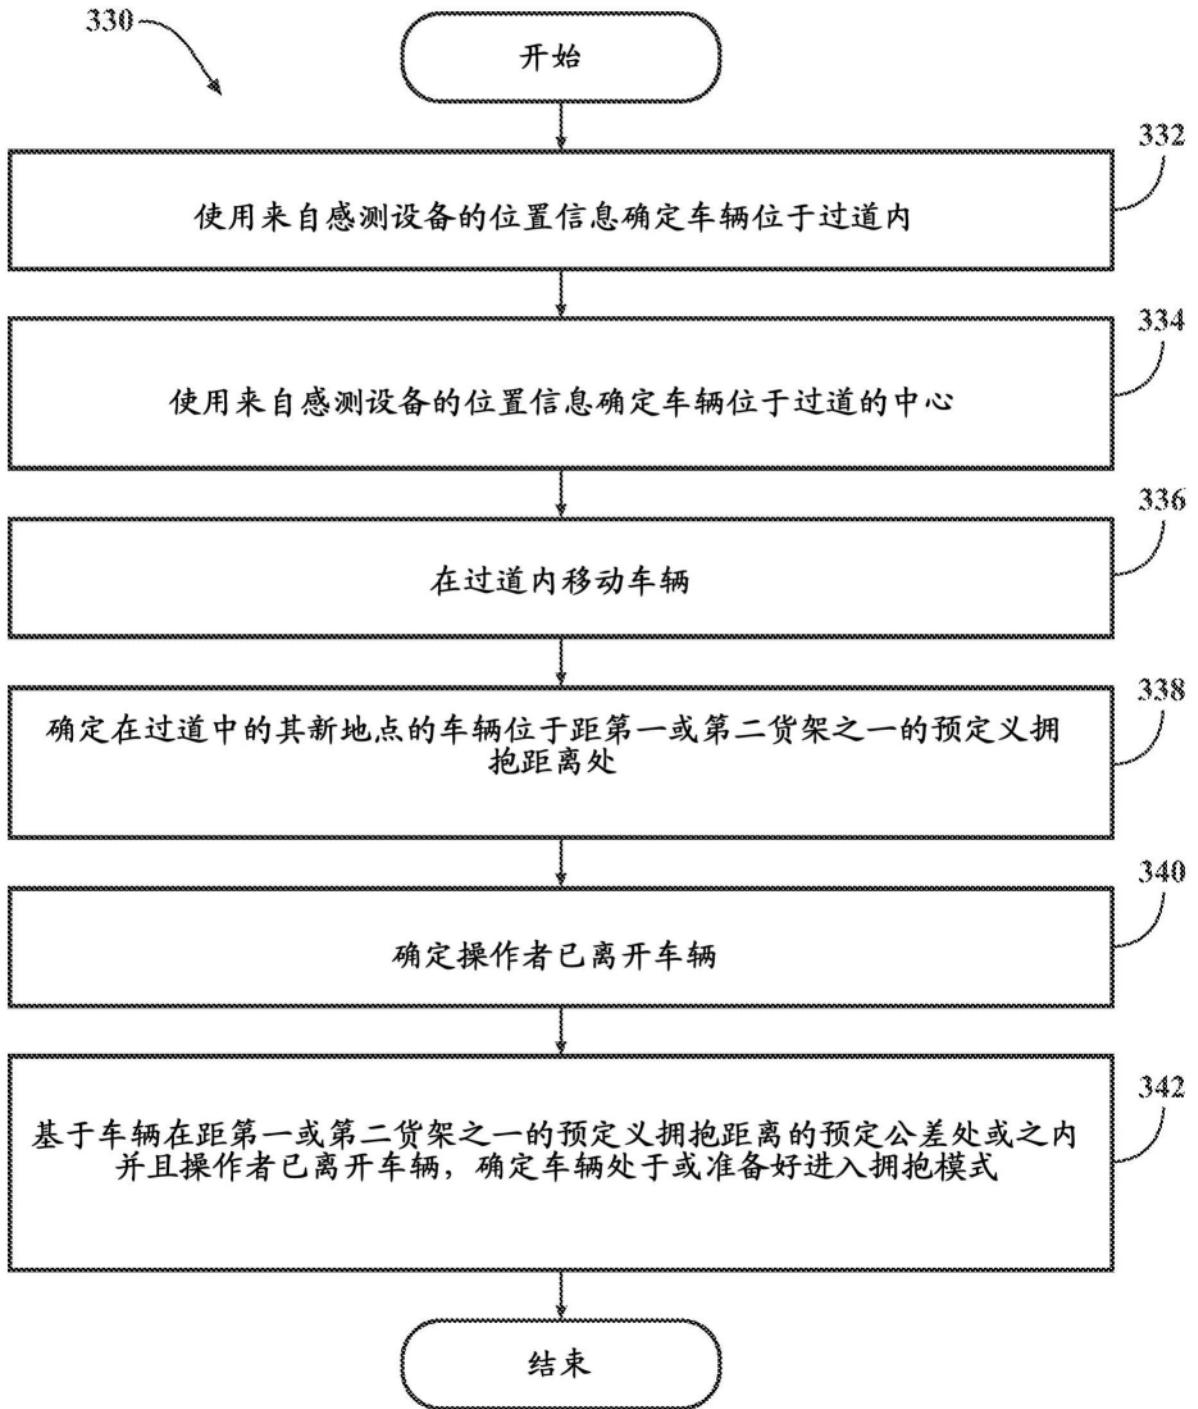 330
开始
332
使用来自感测设备的位置信息确定车辆位于过道内
334
使用来自感测设备的位置信息确定车辆位于过道的中心
336
在过道内移动车辆
338
确定在过道中的其新地点的车辆位于距第一或第二货架之一的预定义拥
抱距离处
340
确定操作者已离开车辆
342
基于车辆在距第一或第二货架之一的预定义拥抱距离的预定公差处或之内
并且操作者已离开车辆，确定车辆处于或准备好进入拥抱模式
结束